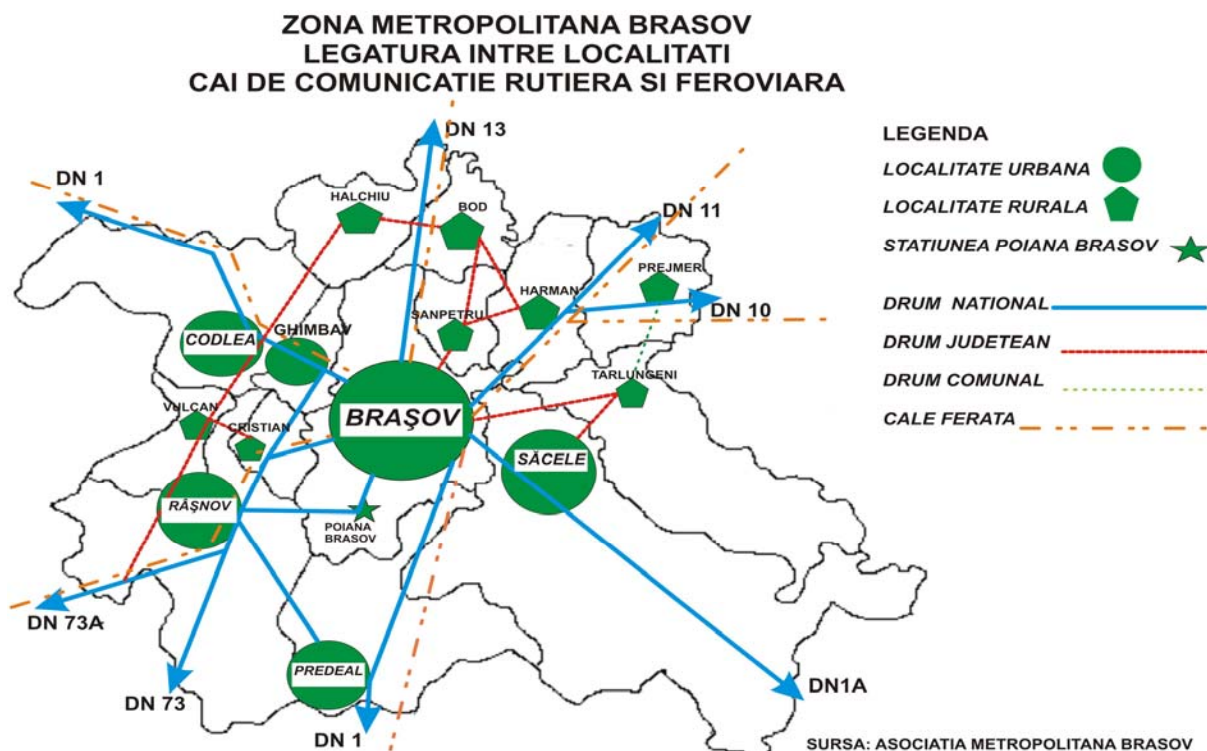 ZONA METROPOLITANA BRASOV
LEGATURA INTRE LOCALITATI
CAI DE COMUNICATIE RUTIERA SI FEROVIARA
DN 13
DN 1
HALCHIU
BOD
DN 11
PREJMER
HARMAN
DN 10
SANPETRU
GHIMBAV
CODLEA
TARLUNGENI
VULCAN
CRISTIAN
BRAŞOV
SĂCELE
RÂŞNOV
POIANA
BRASOV
DN 73A
PREDEAL
DN 73
DN1A
DN 1
LEGENDA
LOCALITATE URBANA
LOCALITATE RURALA
STATIUNEA POIANA BRASOV
DRUM NATIONAL
DRUM JUDETEAN
DRUM COMUNAL
CALE FERATA
SURSA: ASOCIATIA METROPOLITANA BRASOV